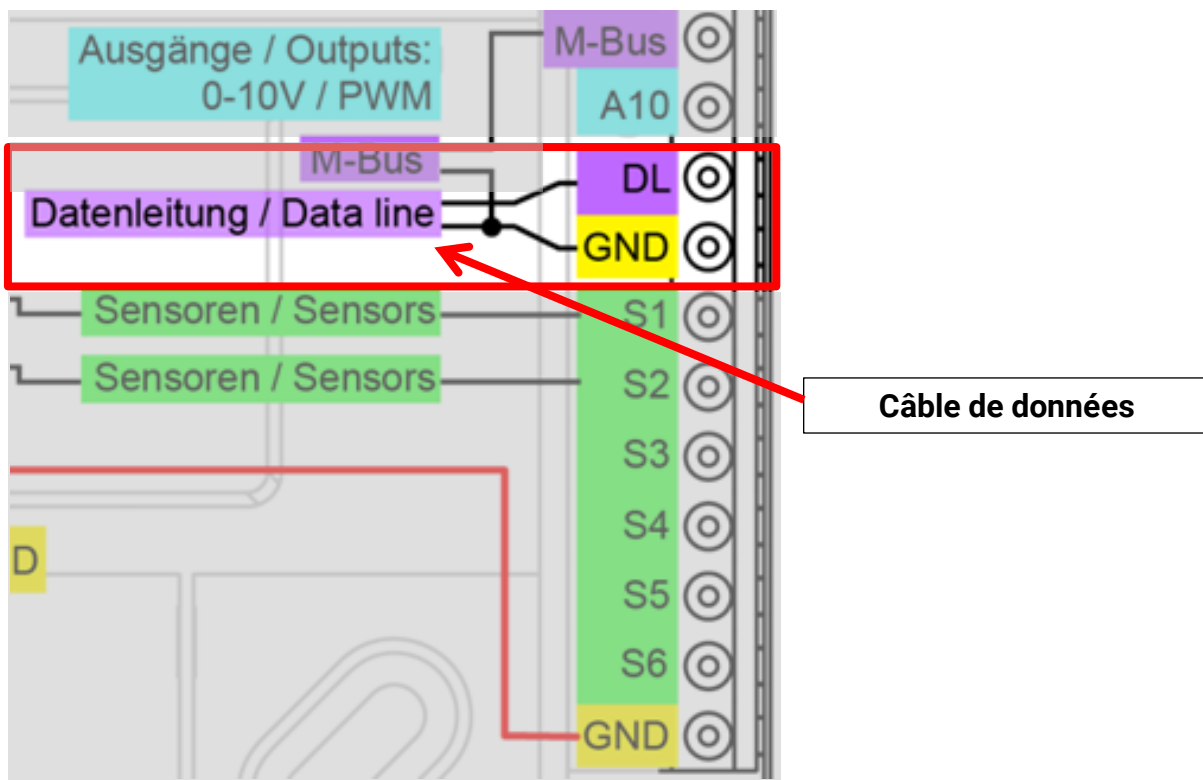 Ausgänge / Outputs:
0-10V / PWM
M-Bus
A10
M-Bus
DL
Datenleitung / Data line
GND
Sensoren / Sensors
S1
Sensoren / Sensors
S2
Câble de données
S3
S4
D
S5
S6
GND